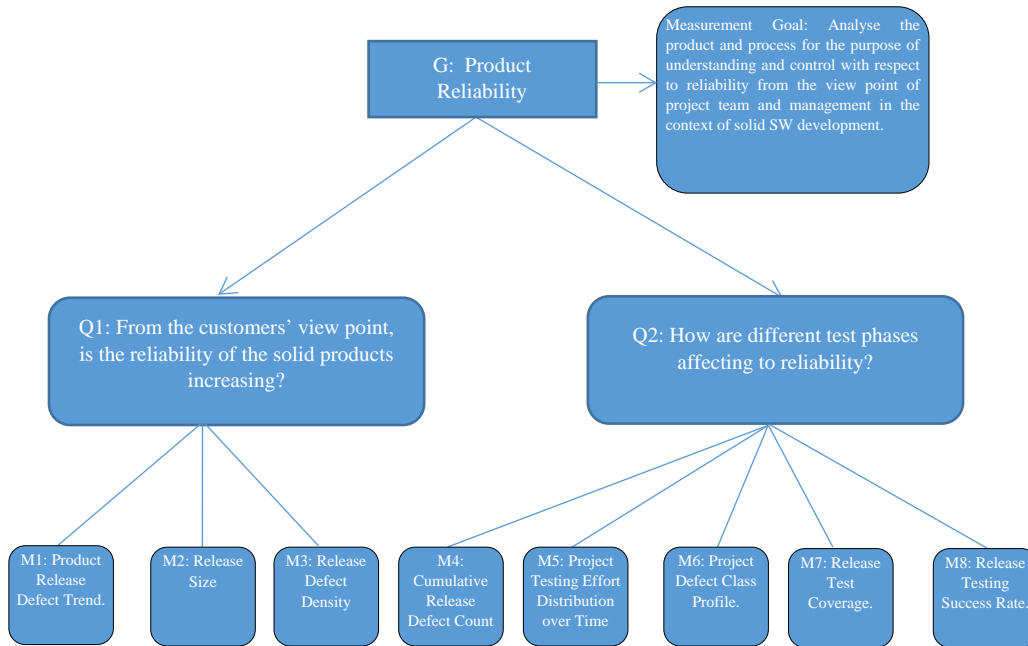 G: Product
Reliability
Measurement Goal: Analyse the
product and process for the purpose of
understanding and control with respect
to reliability from the view point of
project team and management in the
context of solid SW development.
Q1: From the customers’ view point,
is the reliability of the solid products
increasing?
Q2: How are different test phases
affecting to reliability?
M1: Product
Release
Defect Trend.
M2: Release
Size
M3: Release
Defect
Density
M4:
Cumulative
Release
Defect Count
M5: Project
Testing Effort
Distribution
over Time
M6: Project
Defect Class
Profile.
M7: Release
Test
Coverage.
M8: Release
Testing
Success Rate.